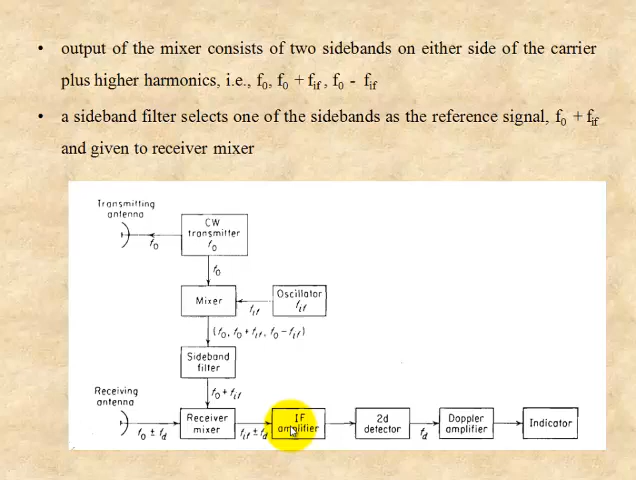 • output of the mixer consists of two sidebands on either side of the carrier
plus higher harmonics, i.e., f₀, f₀ + fᵢf, f₀ - fᵢf
• a sideband filter selects one of the sidebands as the reference signal, f₀ + fᵢf
and given to receiver mixer
Transmitting
antenna
CW
transmitter
f₀
f₀
f₀
Mixer
Oscillator
fᵢf
fᵢf
(f₀, f₀ + fᵢf, f₀ – fᵢf)
Sideband
filter
f₀ + fᵢf
Receiving
antenna
f₀ ± f_d
Receiver
mixer
fᵢf ± f_d
IF
amplifier
2d
detector
f_d
Doppler
amplifier
Indicator